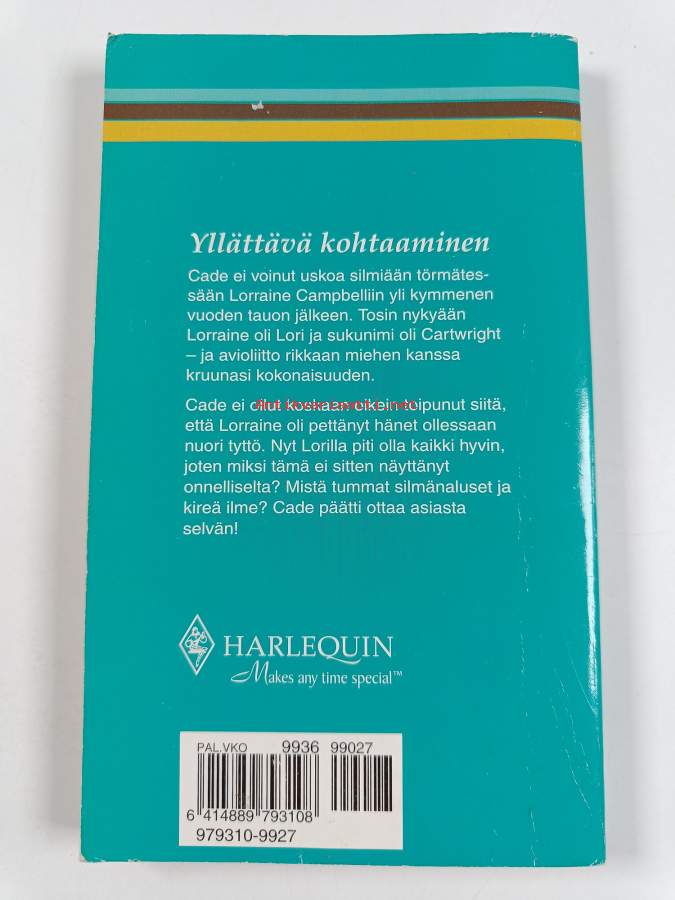 Yllättävä kohtaaminen
Cade ei voinut uskoa silmiään törmätes-
sään Lorraine Campbelliin yli kymmenen
vuoden tauon jälkeen. Tosin nykyään
Lorraine oli Lori ja sukunimi oli Cartwright
– ja avioliitto rikkaan miehen kanssa
kruunasi kokonaisuuden.
Cade ei ollut koskaan oikein toipunut siitä,
että Lorraine oli pettänyt hänet ollessaan
nuori tyttö. Nyt Lorilla piti olla kaikki hyvin,
joten miksi tämä ei sitten näyttänyt
onnelliselta? Mistä tummat silmänaluset ja
kireä ilme? Cade päätti ottaa asiasta
selvän!
HARLEQUIN
Makes any time special™
PAL.VKO 9936 99027
6 414889 793108
979310-9927